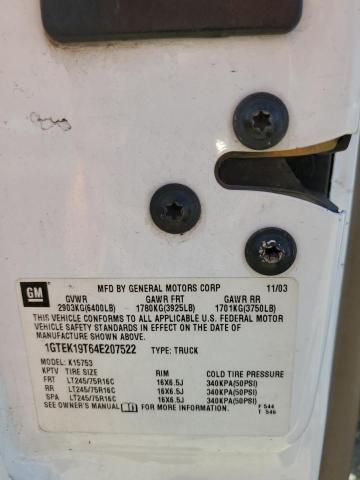 GM
MFD BY GENERAL MOTORS CORP 11/03
GVWR GAWR FRT GAWR RR
2903KG(6400LB) 1780KG(3925LB) 1701KG(3750LB)
THIS VEHICLE CONFORMS TO ALL APPLICABLE U.S. FEDERAL MOTOR
VEHICLE SAFETY STANDARDS IN EFFECT ON THE DATE OF
MANUFACTURE SHOWN ABOVE.
1GTEK19T64E207522 TYPE: TRUCK
MODEL: K15753
KPTV TIRE SIZE RIM COLD TIRE PRESSURE
FRT LT245/75R16C 16X6.5J 340KPA(50PSI)
RR LT245/75R16C 16X6.5J 340KPA(50PSI)
SPA LT245/75R16C 16X6.5J 340KPA(50PSI)
SEE OWNER'S MANUAL FOR ADDITIONAL INFORMATION. F 544
T 546